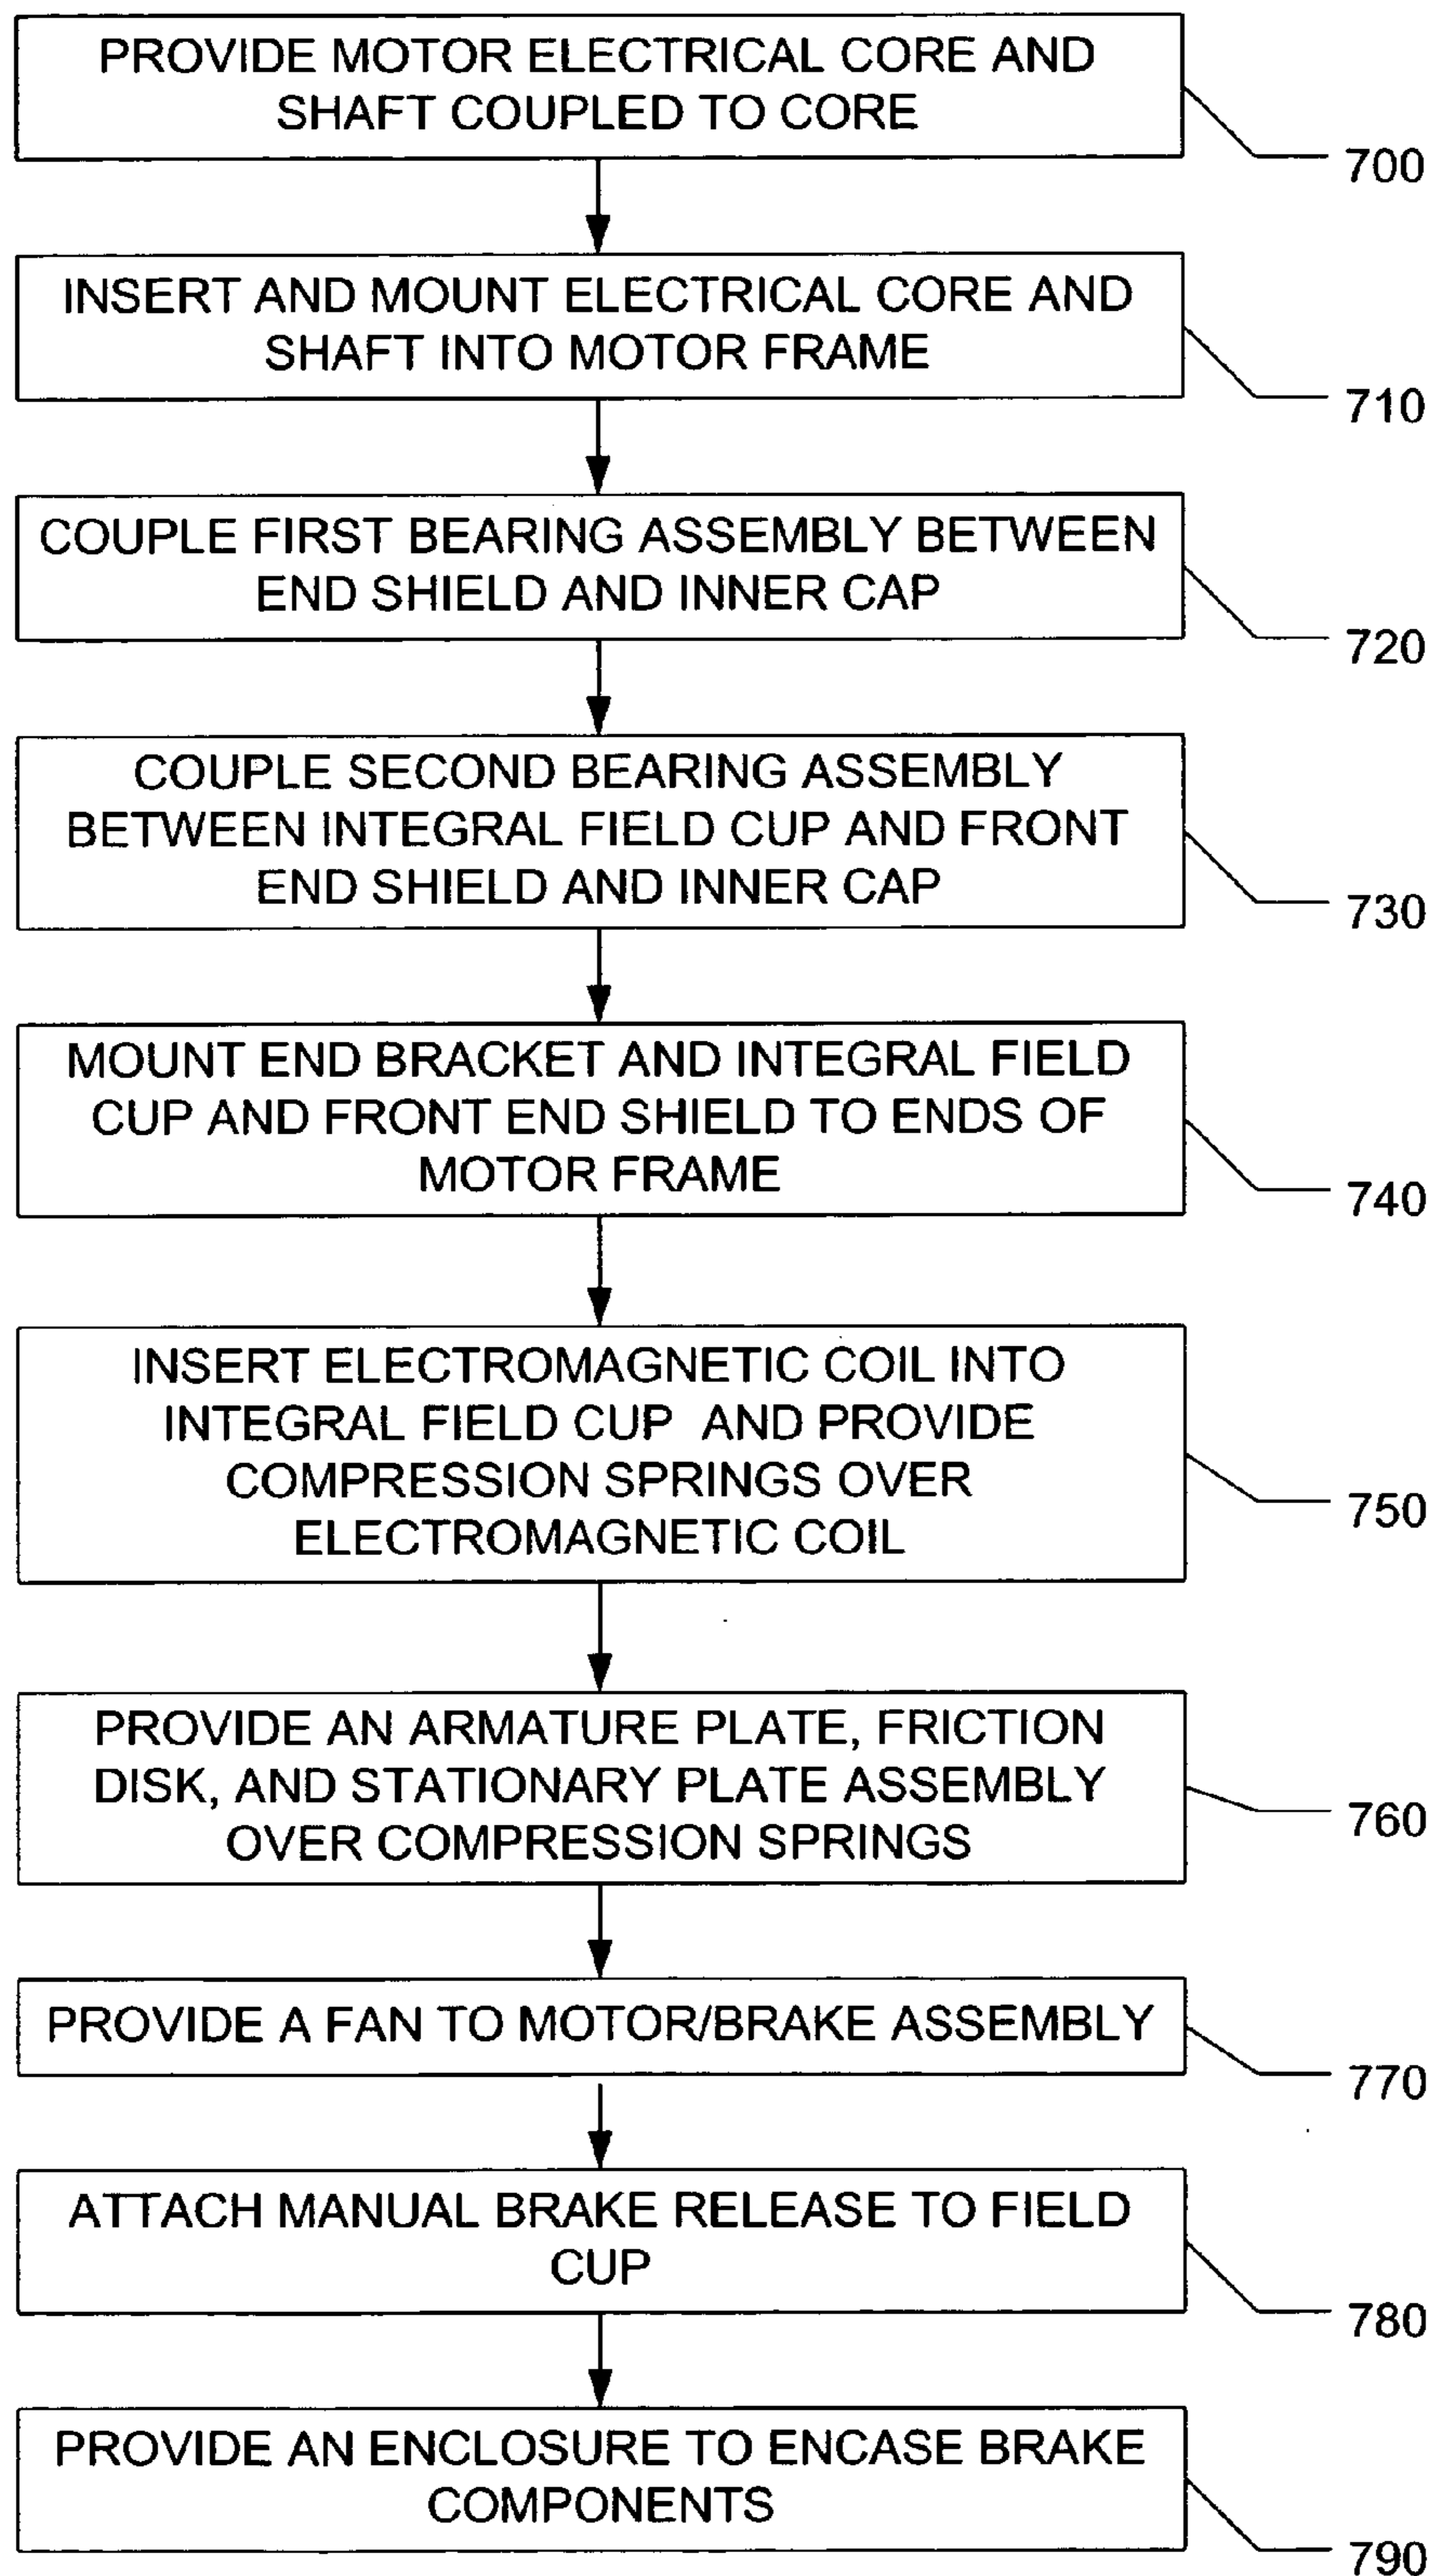 PROVIDE MOTOR ELECTRICAL CORE AND
SHAFT COUPLED TO CORE
700
INSERT AND MOUNT ELECTRICAL CORE AND
SHAFT INTO MOTOR FRAME
710
COUPLE FIRST BEARING ASSEMBLY BETWEEN
END SHIELD AND INNER CAP
720
COUPLE SECOND BEARING ASSEMBLY
BETWEEN INTEGRAL FIELD CUP AND FRONT
END SHIELD AND INNER CAP
730
MOUNT END BRACKET AND INTEGRAL FIELD
CUP AND FRONT END SHIELD TO ENDS OF
MOTOR FRAME
740
INSERT ELECTROMAGNETIC COIL INTO
INTEGRAL FIELD CUP AND PROVIDE
COMPRESSION SPRINGS OVER
ELECTROMAGNETIC COIL
750
PROVIDE AN ARMATURE PLATE, FRICTION
DISK, AND STATIONARY PLATE ASSEMBLY
OVER COMPRESSION SPRINGS
760
PROVIDE A FAN TO MOTOR/BRAKE ASSEMBLY
770
ATTACH MANUAL BRAKE RELEASE TO FIELD
CUP
780
PROVIDE AN ENCLOSURE TO ENCASE BRAKE
COMPONENTS
790